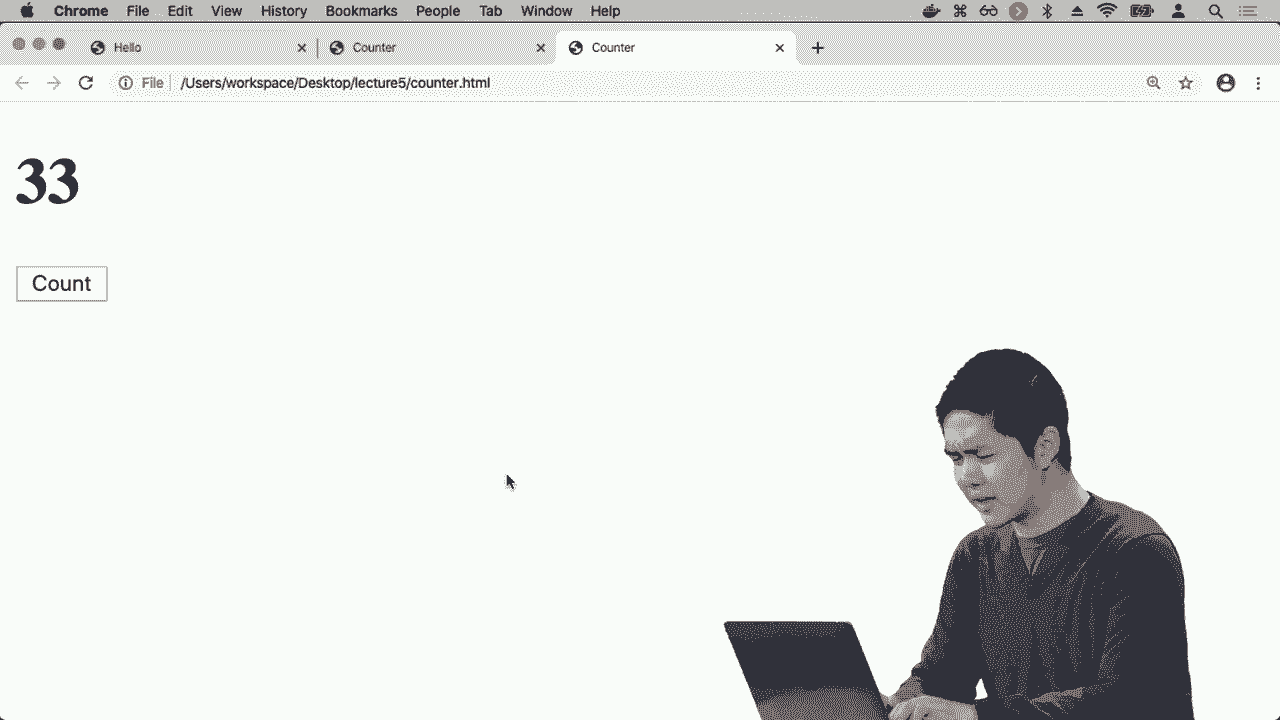 Chrome File Edit View History Bookmarks People Tab Window Help
Hello Counter Counter
File /Users/workspace/Desktop/lecture5/counter.html
33
Count